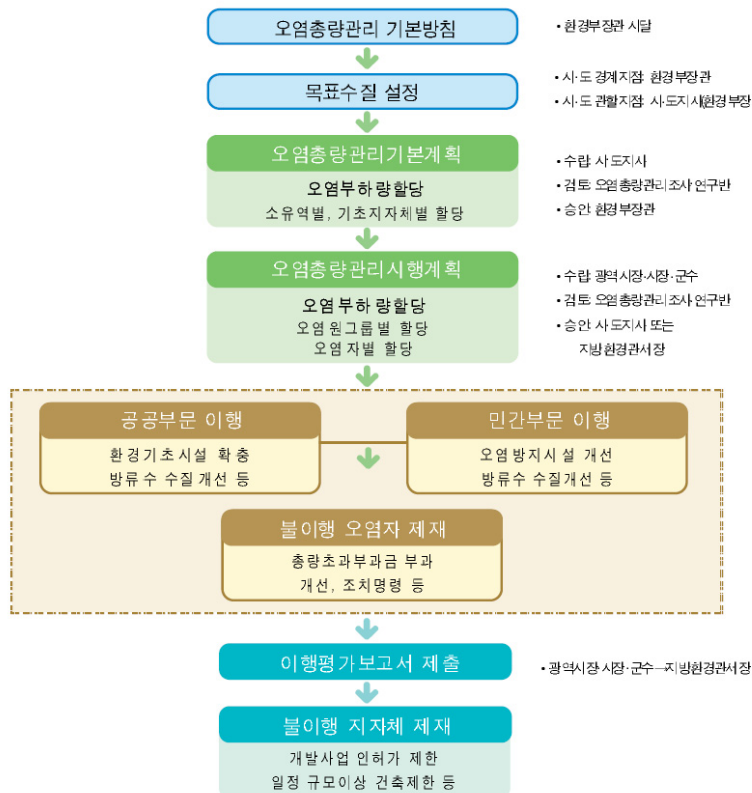 오염총량관리 기본방침
• 환경부장관 시달
목표수질 설정
• 시·도 경계지점: 환경부장관
• 시·도 관할지점: 시·도지사(환경부장
오염총량관리기본계획
오염부하량할당
소유역별, 기초지자체별 할당
• 수립: 시·도지사
• 검토: 오염총량관리조사·연구반
• 승인: 환경부장관
오염총량관리시행계획
오염부하량할당
오염원그룹별 할당
오염자별 할당
• 수립: 광역시장·시장·군수
• 검토: 오염총량관리조사·연구반
• 승인: 시·도지사 또는
지방환경관서장
공공부문 이행
환경기초시설 확충
방류수 수질개선 등
민간부문 이행
오염방지시설 개선
방류수 수질개선 등
불이행 오염자 제재
총량초과부과금 부과
개선, 조치명령 등
이행평가보고서 제출
• 광역시장·시장·군수→지방환경관서장
불이행 지자체 제재
개발사업 인허가 제한
일정 규모이상 건축제한 등